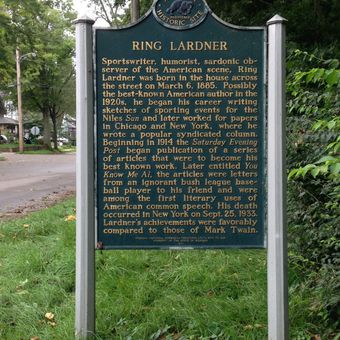 HISTORIC SITE
RING LARDNER
Sportswriter, humorist, sardonic ob-
server of the American scene, Ring
Lardner was born in the house across
the street on March 6, 1885. Possibly
the best-known American author in the
1920s, he began his career writing
sketches of sporting events for the
Niles Sun and later worked for papers
in Chicago and New York, where he
wrote a popular syndicated column.
Beginning in 1914 the Saturday Evening
Post began publication of a series
of articles that were to become his
best known work. Later entitled You
Know Me Al, the articles were letters
from an ignorant bush league base-
ball player to his friend and were
among the first literary uses of
American common speech. His death
occurred in New York on Sept. 25, 1933.
Lardner's achievements were favorably
compared to those of Mark Twain.